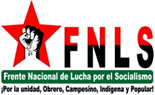 FNLS
Frente Nacional de Lucha por el Socialismo
¡Por la unidad, Obrero, Campesino, Indígena y Popular!